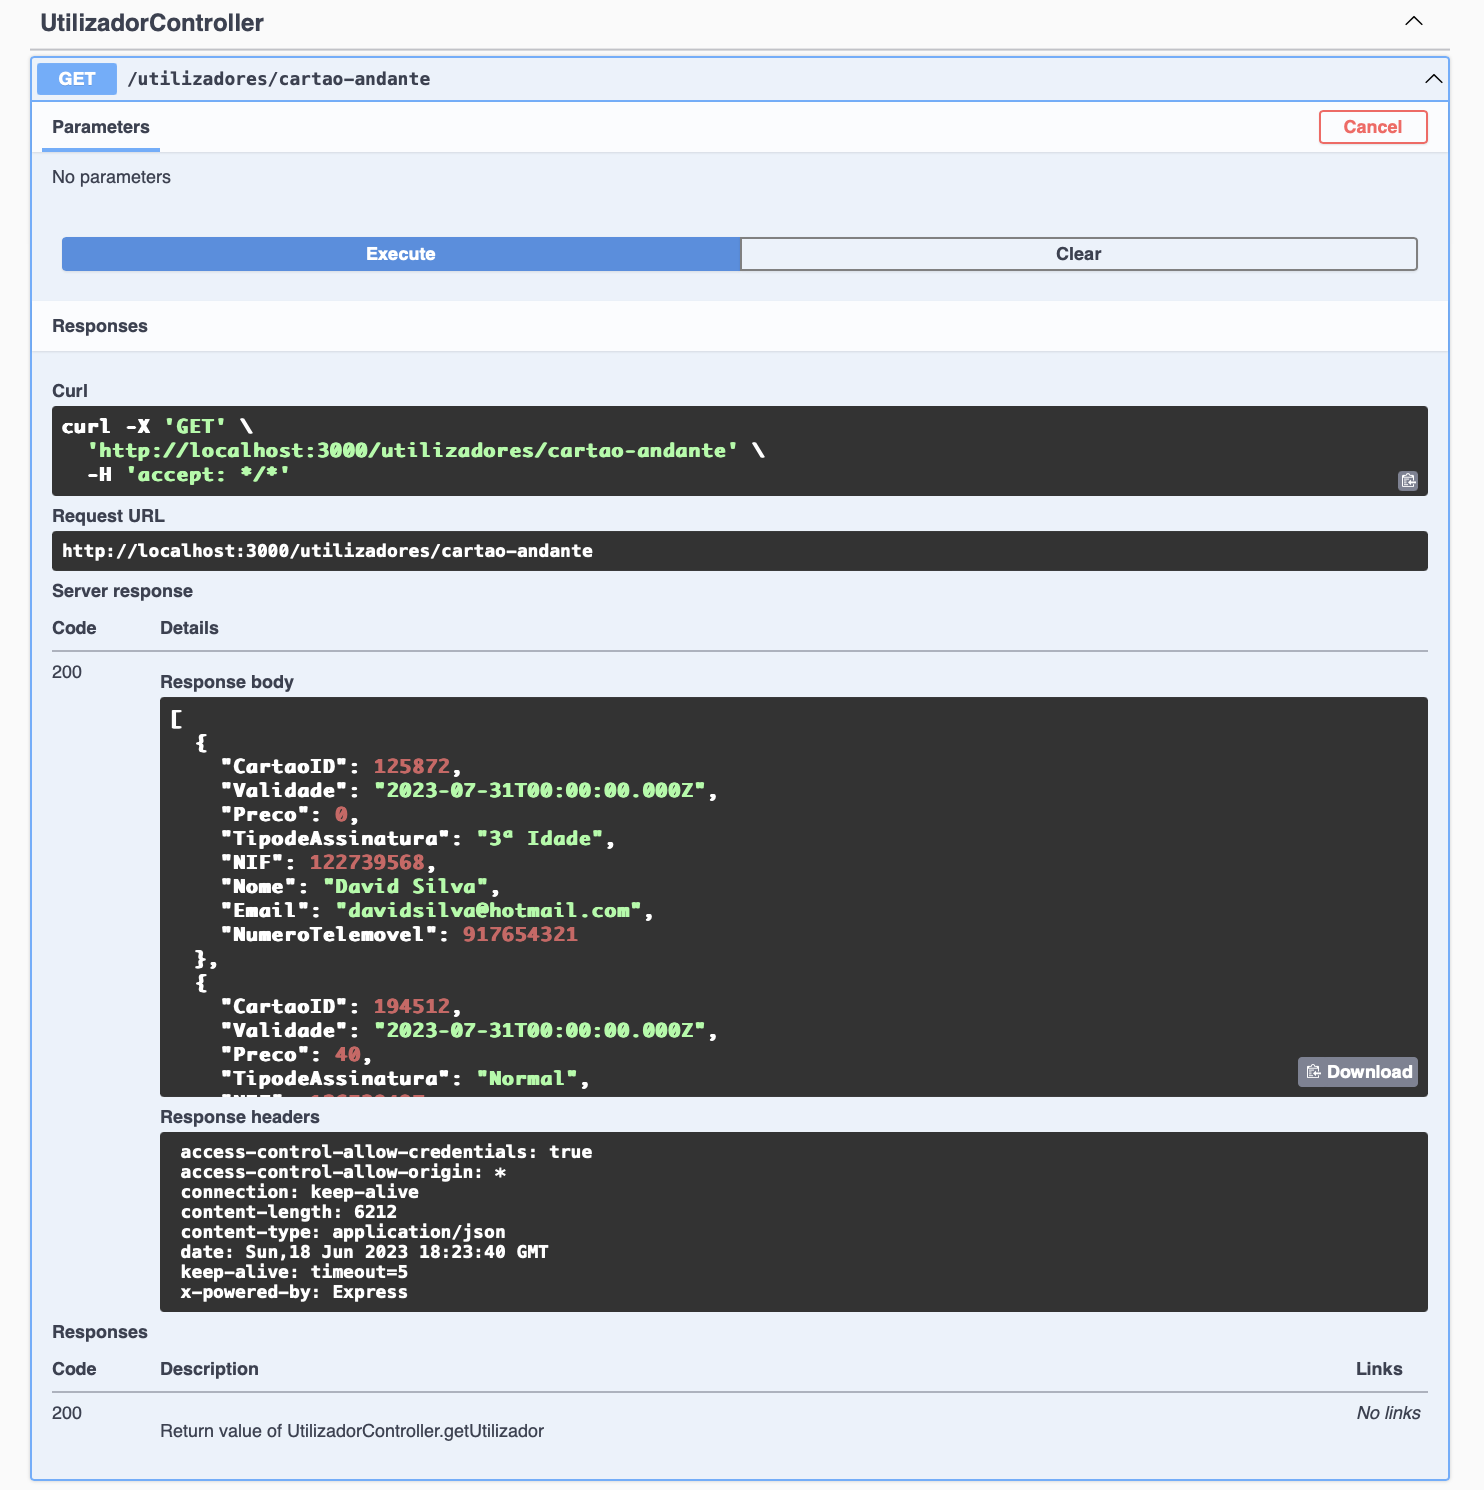 UtilizadorController
GET /utilizadores/cartao-andante
Parameters
Cancel
No parameters
Execute
Clear
Responses
Curl
curl -X 'GET' \
'http://localhost:3000/utilizadores/cartao-andante' \
-H 'accept: */*'
Request URL
http://localhost:3000/utilizadores/cartao-andante
Server response
Code Details
200
Response body
[
{
"CartaoID": 125872,
"Validade": "2023-07-31T00:00:00.000Z",
"Preco": 0,
"TipodeAssinatura": "3ª Idade",
"NIF": 122739568,
"Nome": "David Silva",
"Email": "davidsilva@hotmail.com",
"NumeroTelemovel": 917654321
},
{
"CartaoID": 194512,
"Validade": "2023-07-31T00:00:00.000Z",
"Preco": 40,
"TipodeAssinatura": "Normal",
Download
Response headers
access-control-allow-credentials: true
access-control-allow-origin: *
connection: keep-alive
content-length: 6212
content-type: application/json
date: Sun,18 Jun 2023 18:23:40 GMT
keep-alive: timeout=5
x-powered-by: Express
Responses
Code Description Links
200
No links
Return value of UtilizadorController.getUtilizador